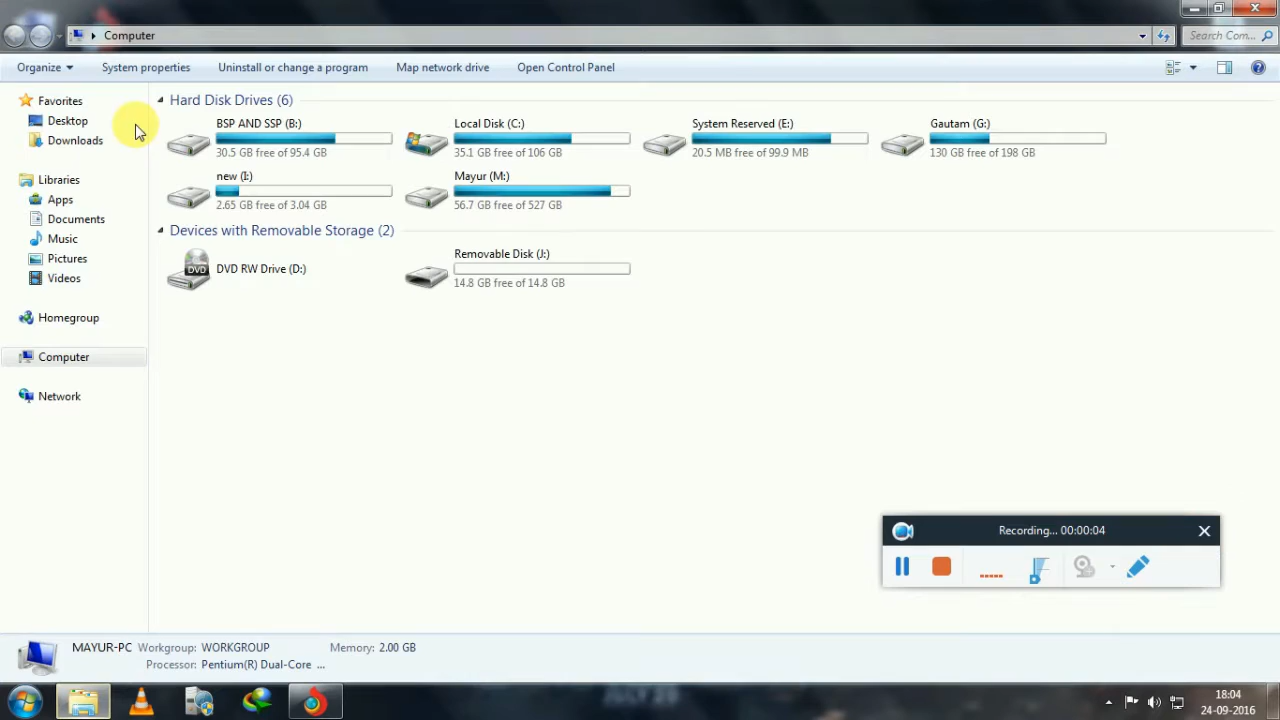 Computer
Search Com...
Organize
System properties
Uninstall or change a program
Map network drive
Open Control Panel
Favorites
Desktop
Downloads
Libraries
Apps
Documents
Music
Pictures
Videos
Homegroup
Computer
Network
Hard Disk Drives (6)
BSP AND SSP (B:)
30.5 GB free of 95.4 GB
Local Disk (C:)
35.1 GB free of 106 GB
System Reserved (E:)
20.5 MB free of 99.9 MB
Gautam (G:)
130 GB free of 198 GB
new (I:)
2.65 GB free of 3.04 GB
Mayur (M:)
56.7 GB free of 527 GB
Devices with Removable Storage (2)
DVD
DVD RW Drive (D:)
Removable Disk (J:)
14.8 GB free of 14.8 GB
Recording... 00:00:04
MAYUR-PC Workgroup: WORKGROUP Memory: 2.00 GB
Processor: Pentium(R) Dual-Core ...
18:04
24-09-2016